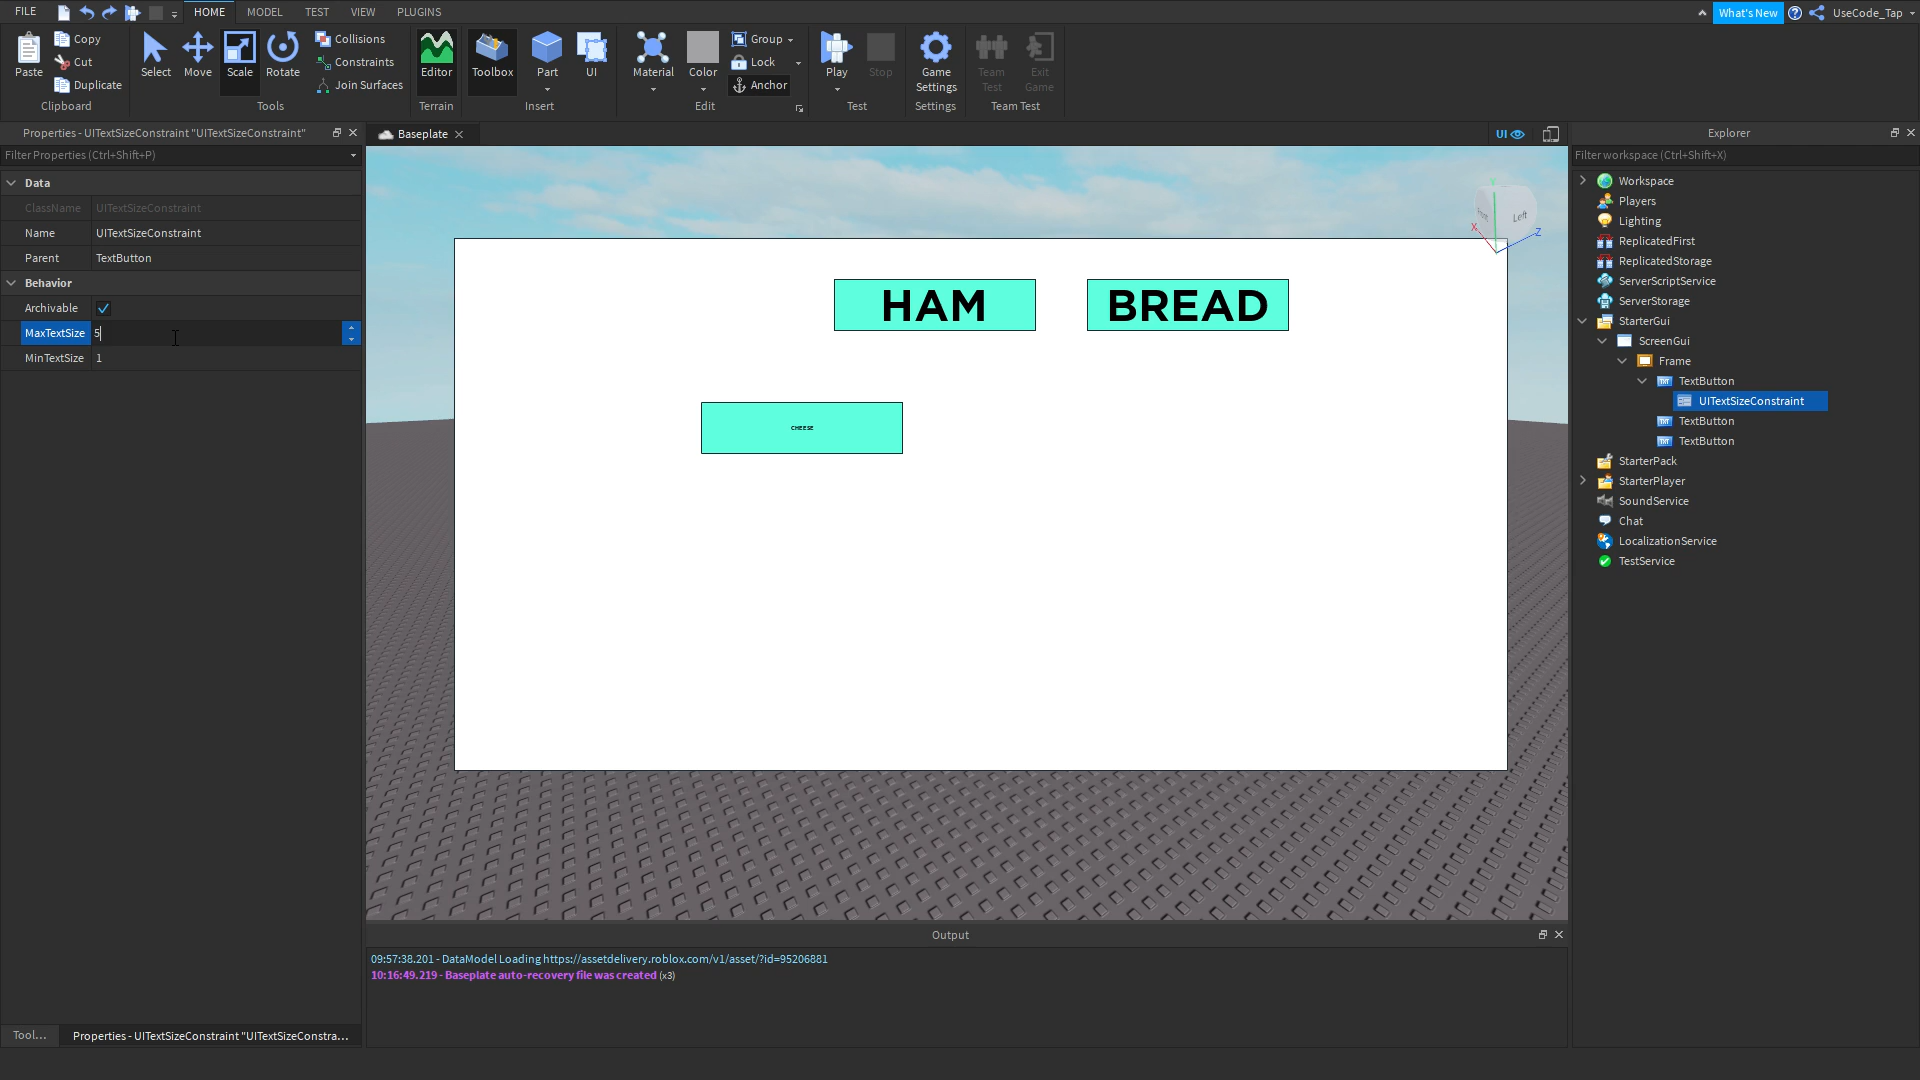 FILE HOME MODEL TEST VIEW PLUGINS What's New UseCode_Tap
Paste Copy Cut Duplicate Clipboard
Select Move Scale Rotate Collisions Constraints Join Surfaces Tools
Editor Terrain
Toolbox Part UI Insert
Material Color Group Lock Anchor Edit
Play Stop Test
Game Settings Settings
Team Test Exit Game Team Test
Properties - UITextSizeConstraint "UITextSizeConstraint"
Filter Properties (Ctrl+Shift+P)
Data
ClassName UITextSizeConstraint
Name UITextSizeConstraint
Parent TextButton
Behavior
Archivable
MaxTextSize 5
MinTextSize 1
Tool...
Properties - UITextSizeConstraint "UITextSizeConstra...
Baseplate
UI
Left
X
Z
HAM
BREAD
CHEESE
Output
09:57:38.201 - DataModel Loading https://assetdelivery.roblox.com/v1/asset/?id=95206881
10:16:49.219 - Baseplate auto-recovery file was created (x3)
Explorer
Filter workspace (Ctrl+Shift+X)
Workspace
Players
Lighting
ReplicatedFirst
ReplicatedStorage
ServerScriptService
ServerStorage
StarterGui
ScreenGui
Frame
TextButton
UITextSizeConstraint
TextButton
TextButton
StarterPack
StarterPlayer
SoundService
Chat
LocalizationService
TestService